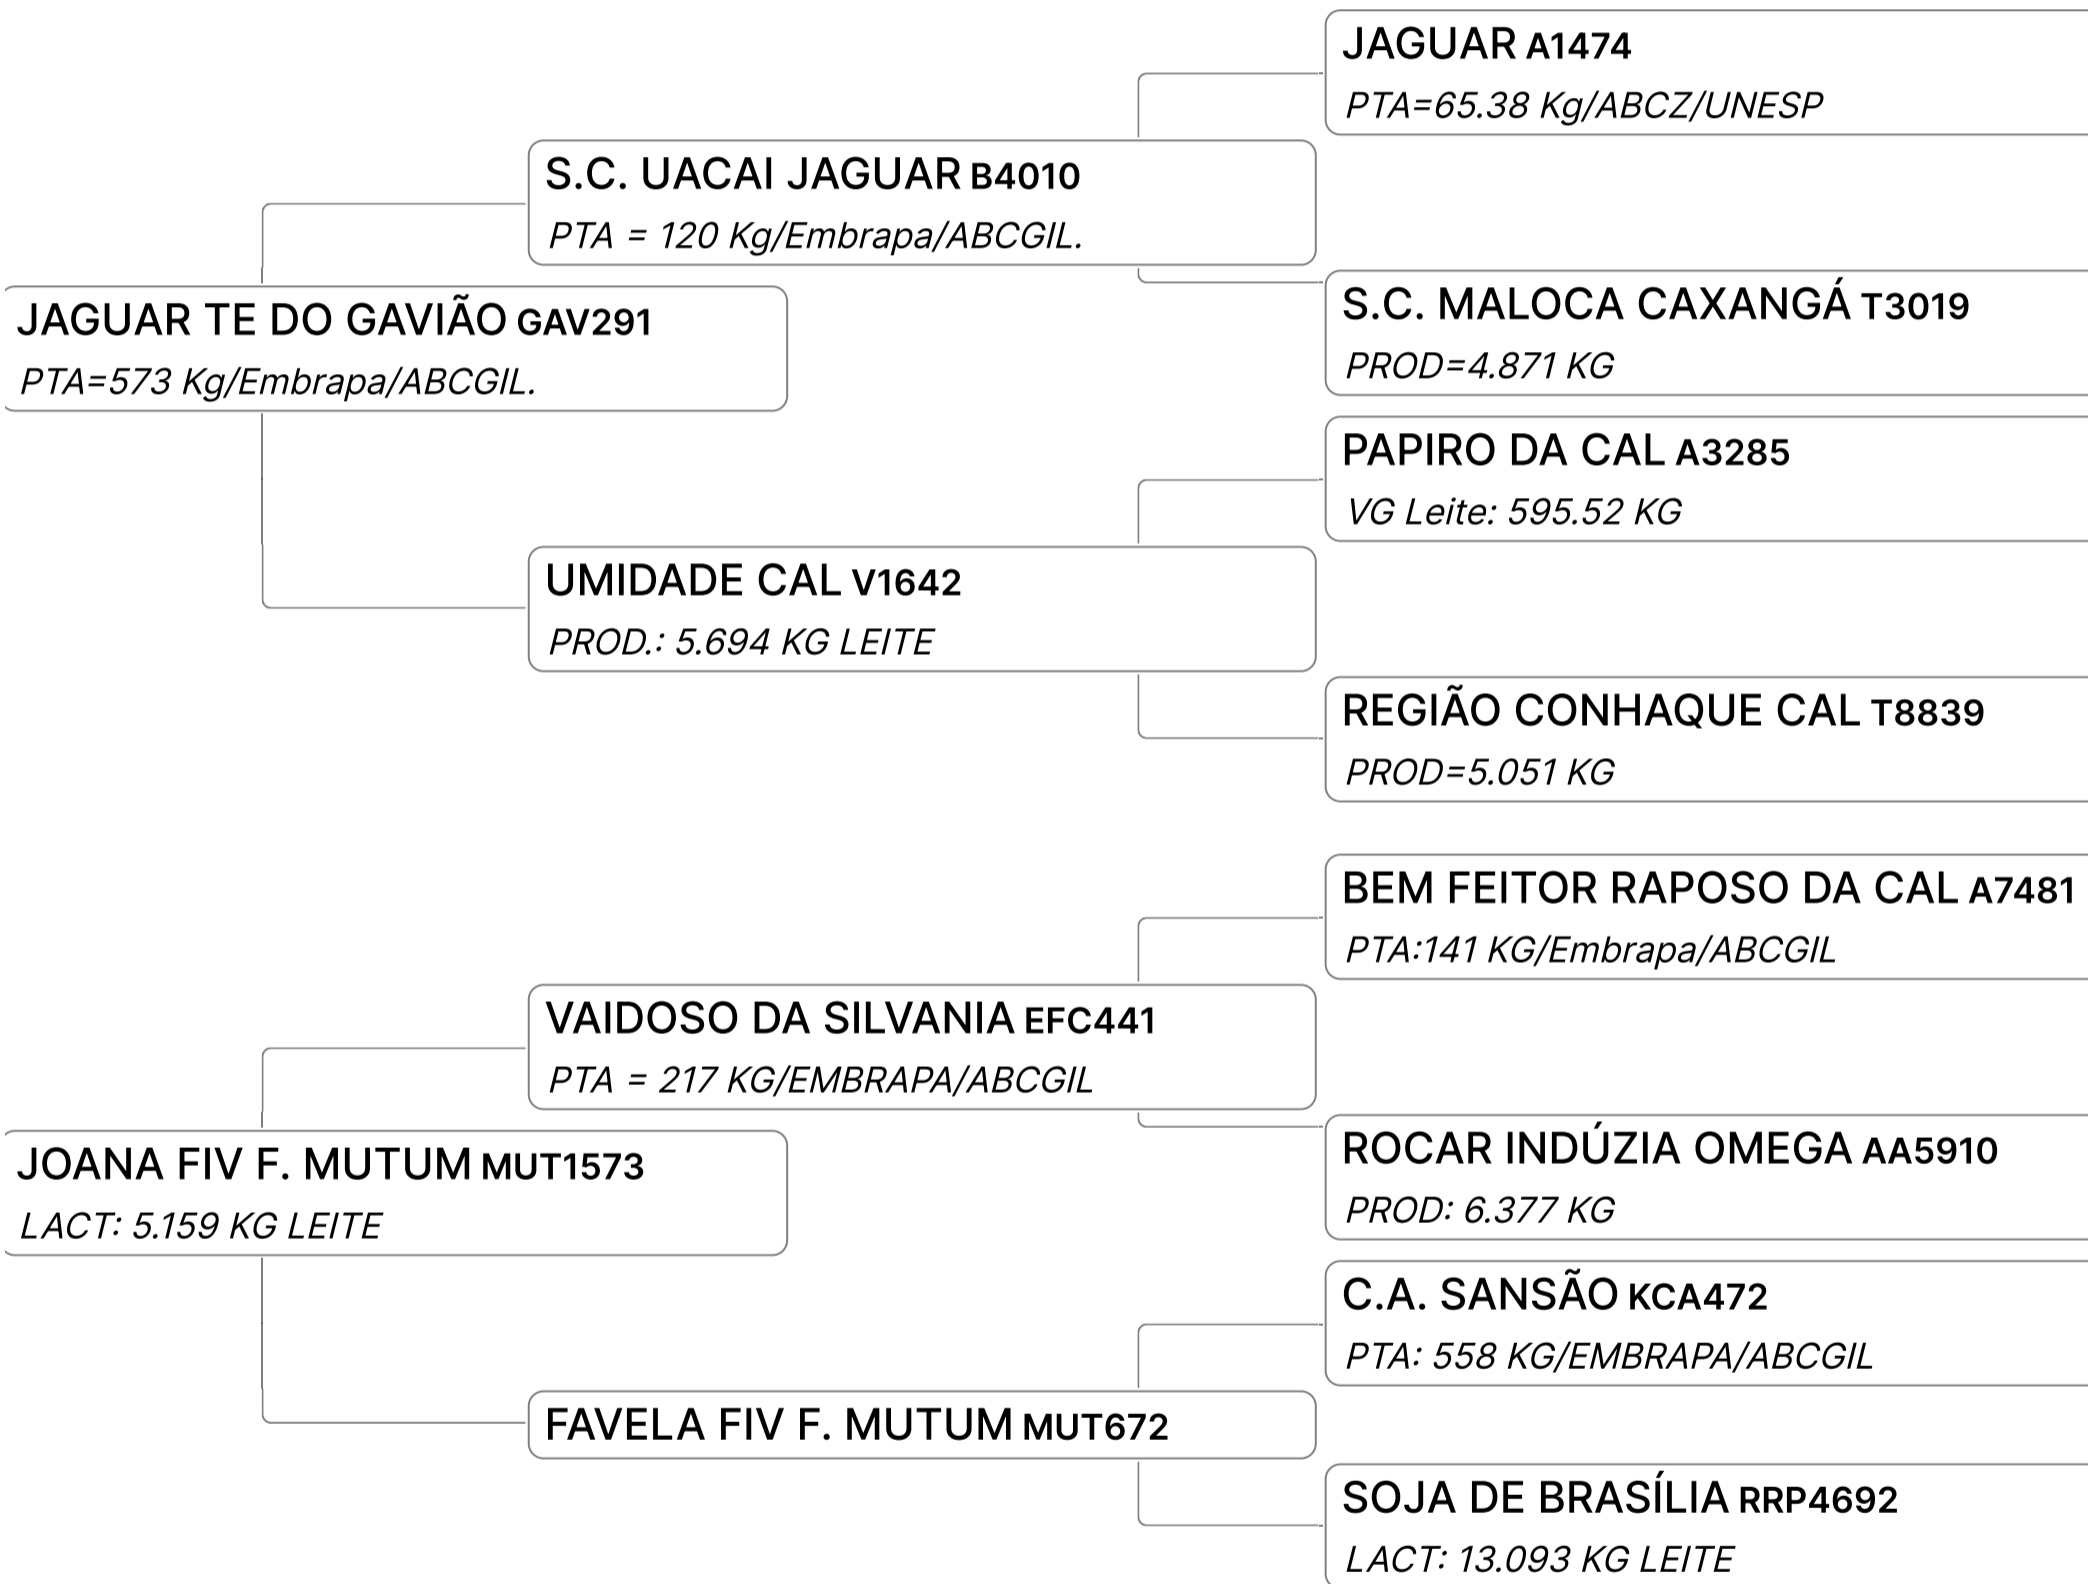 JAGUAR A1474
PTA=65.38 Kg/ABCZ/UNESP
S.C. UACAI JAGUAR B4010
PTA = 120 Kg/Embrapa/ABCGIL.
S.C. MALOCA CAXANGÁ T3019
PROD=4.871 KG
JAGUAR TE DO GAVIÃO GAV291
PTA=573 Kg/Embrapa/ABCGIL.
PAPIRO DA CAL A3285
VG Leite: 595.52 KG
UMIDADE CAL V1642
PROD.: 5.694 KG LEITE
REGIÃO CONHAQUE CAL T8839
PROD=5.051 KG
BEM FEITOR RAPOSO DA CAL A7481
PTA:141 KG/Embrapa/ABCGIL
VAIDOSO DA SILVANIA EFC441
PTA = 217 KG/EMBRAPA/ABCGIL
ROCAR INDÚZIA OMEGA AA5910
PROD: 6.377 KG
JOANA FIV F. MUTUM MUT1573
LACT: 5.159 KG LEITE
C.A. SANSÃO KCA472
PTA: 558 KG/EMBRAPA/ABCGIL
FAVELA FIV F. MUTUM MUT672
SOJA DE BRASÍLIA RRP4692
LACT: 13.093 KG LEITE